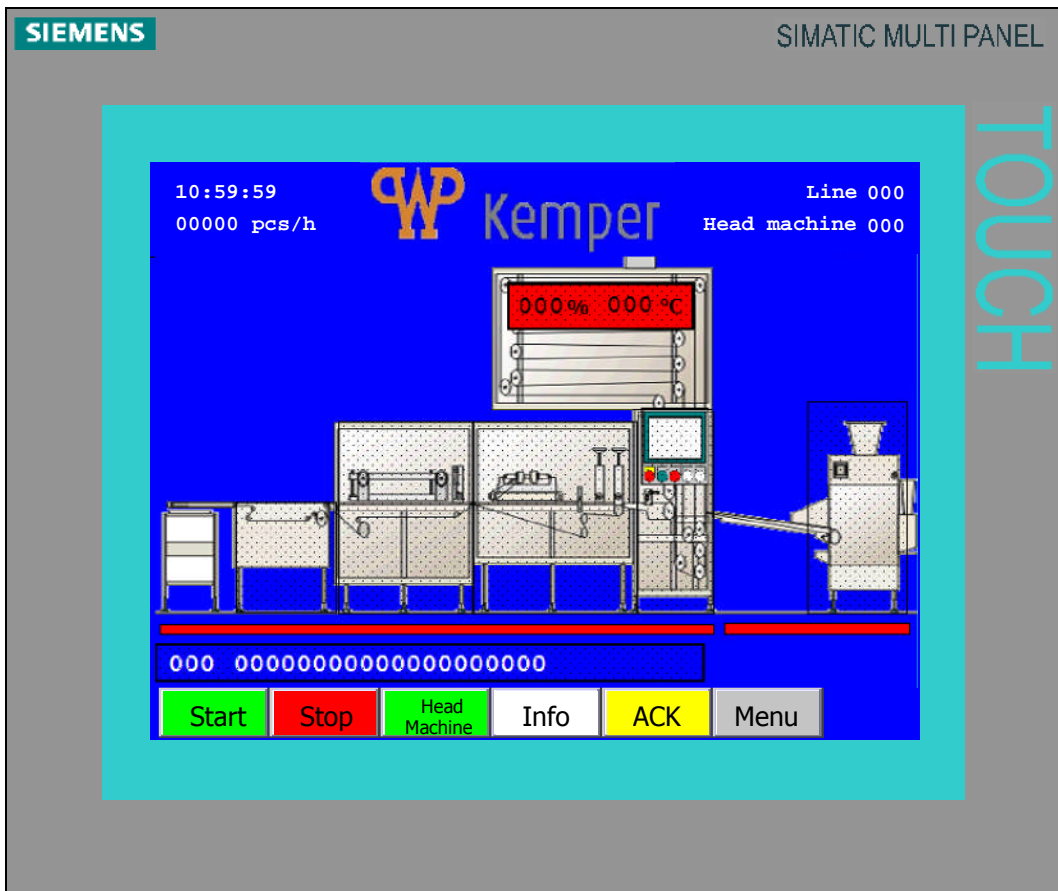 SIEMENS
SIMATIC MULTI PANEL
TOUCH
10:59:59
00000 pcs/h
WP Kemper
Line 000
Head machine 000
000% 000 °C
000 00000000000000000000
Start
Stop
Head
Machine
Info
ACK
Menu